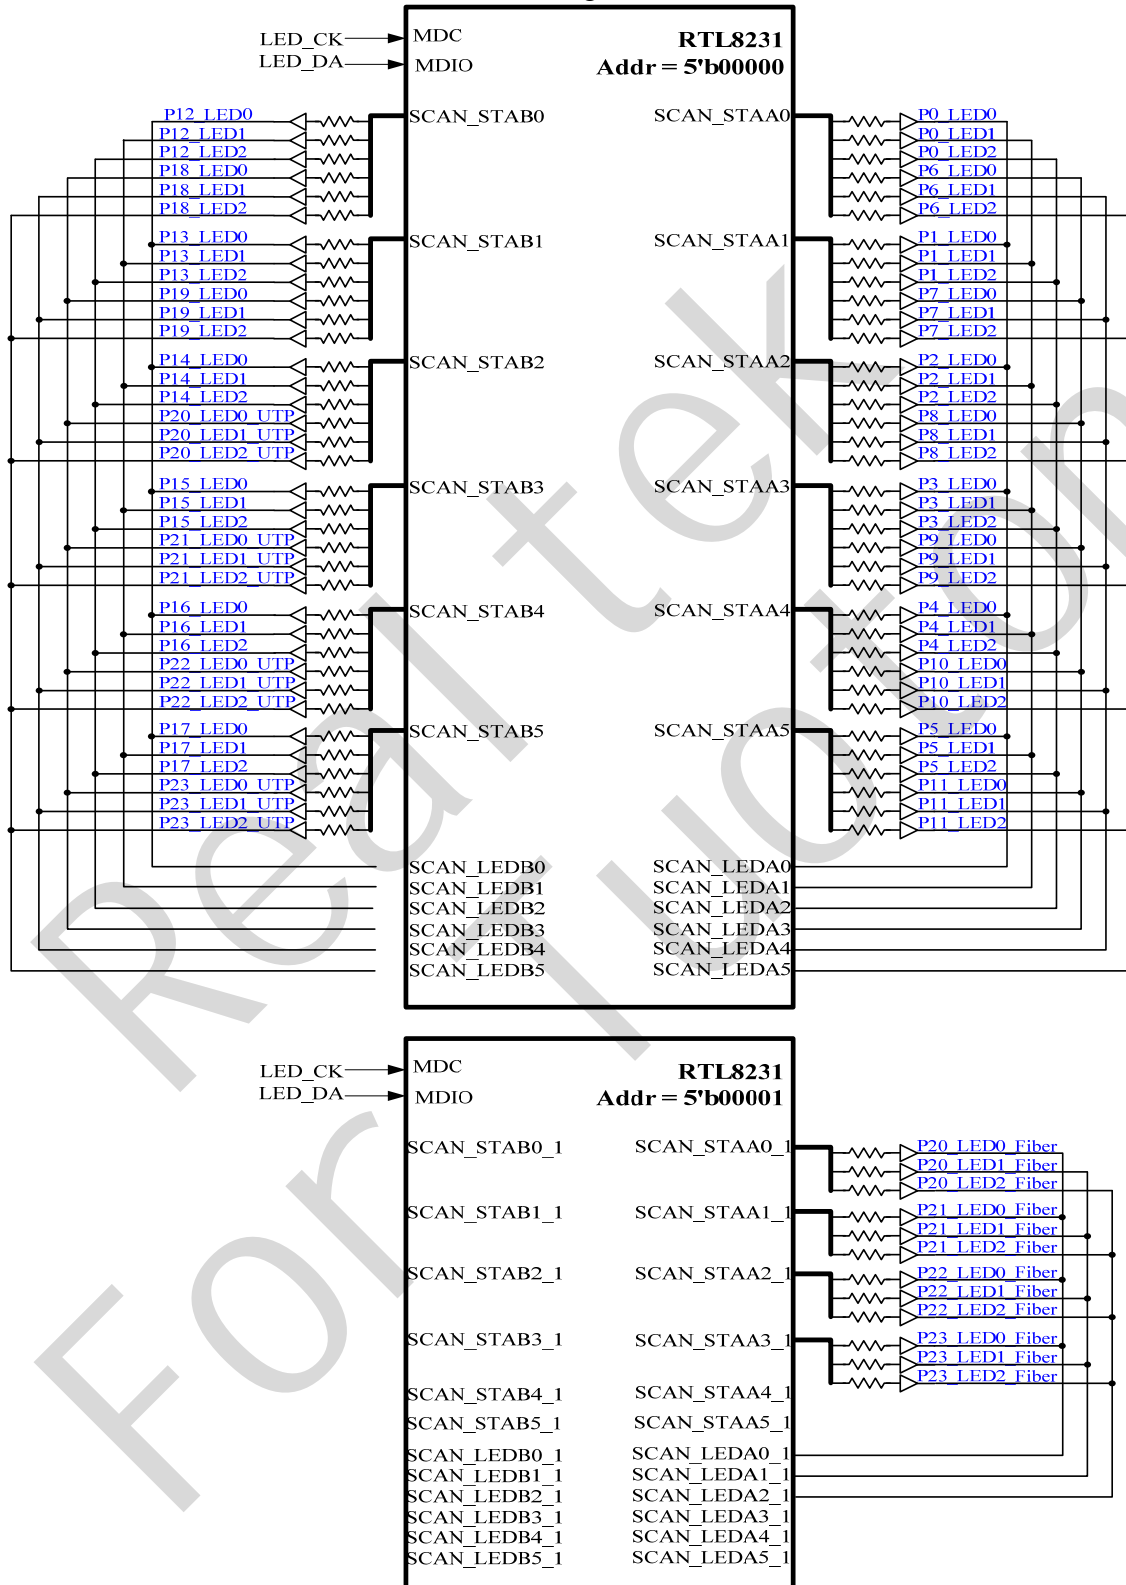 LED_CK MDC RTL8231
LED_DA MDIO Addr = 5'b00000
P12_LED0 SCAN_STAB0 SCAN_STAA0 P0_LED0
P12_LED1 P0_LED1
P12_LED2 P0_LED2
P18_LED0 P6_LED0
P18_LED1 P6_LED1
P18_LED2 P6_LED2
P13_LED0 SCAN_STAB1 SCAN_STAA1 P1_LED0
P13_LED1 P1_LED1
P13_LED2 P1_LED2
P19_LED0 P7_LED0
P19_LED1 P7_LED1
P19_LED2 P7_LED2
P14_LED0 SCAN_STAB2 SCAN_STAA2 P2_LED0
P14_LED1 P2_LED1
P14_LED2 P2_LED2
P20_LED0_UTP P8_LED0
P20_LED1_UTP P8_LED1
P20_LED2_UTP P8_LED2
P15_LED0 SCAN_STAB3 SCAN_STAA3 P3_LED0
P15_LED1 P3_LED1
P15_LED2 P3_LED2
P21_LED0_UTP P9_LED0
P21_LED1_UTP P9_LED1
P21_LED2_UTP P9_LED2
P16_LED0 SCAN_STAB4 SCAN_STAA4 P4_LED0
P16_LED1 P4_LED1
P16_LED2 P4_LED2
P22_LED0_UTP P10_LED0
P22_LED1_UTP P10_LED1
P22_LED2_UTP P10_LED2
P17_LED0 SCAN_STAB5 SCAN_STAA5 P5_LED0
P17_LED1 P5_LED1
P17_LED2 P5_LED2
P23_LED0_UTP P11_LED0
P23_LED1_UTP P11_LED1
P23_LED2_UTP P11_LED2
SCAN_LEDB0 SCAN_LEDA0
SCAN_LEDB1 SCAN_LEDA1
SCAN_LEDB2 SCAN_LEDA2
SCAN_LEDB3 SCAN_LEDA3
SCAN_LEDB4 SCAN_LEDA4
SCAN_LEDB5 SCAN_LEDA5
LED_CK MDC RTL8231
LED_DA MDIO Addr = 5'b00001
SCAN_STAB0_1 SCAN_STAA0_1 P20_LED0_Fiber
P20_LED1_Fiber
P20_LED2_Fiber
SCAN_STAB1_1 SCAN_STAA1_1 P21_LED0_Fiber
P21_LED1_Fiber
P21_LED2_Fiber
SCAN_STAB2_1 SCAN_STAA2_1 P22_LED0_Fiber
P22_LED1_Fiber
P22_LED2_Fiber
SCAN_STAB3_1 SCAN_STAA3_1 P23_LED0_Fiber
P23_LED1_Fiber
P23_LED2_Fiber
SCAN_STAB4_1 SCAN_STAA4_1
SCAN_STAB5_1 SCAN_STAA5_1
SCAN_LEDB0_1 SCAN_LEDA0_1
SCAN_LEDB1_1 SCAN_LEDA1_1
SCAN_LEDB2_1 SCAN_LEDA2_1
SCAN_LEDB3_1 SCAN_LEDA3_1
SCAN_LEDB4_1 SCAN_LEDA4_1
SCAN_LEDB5_1 SCAN_LEDA5_1
Realtek
For